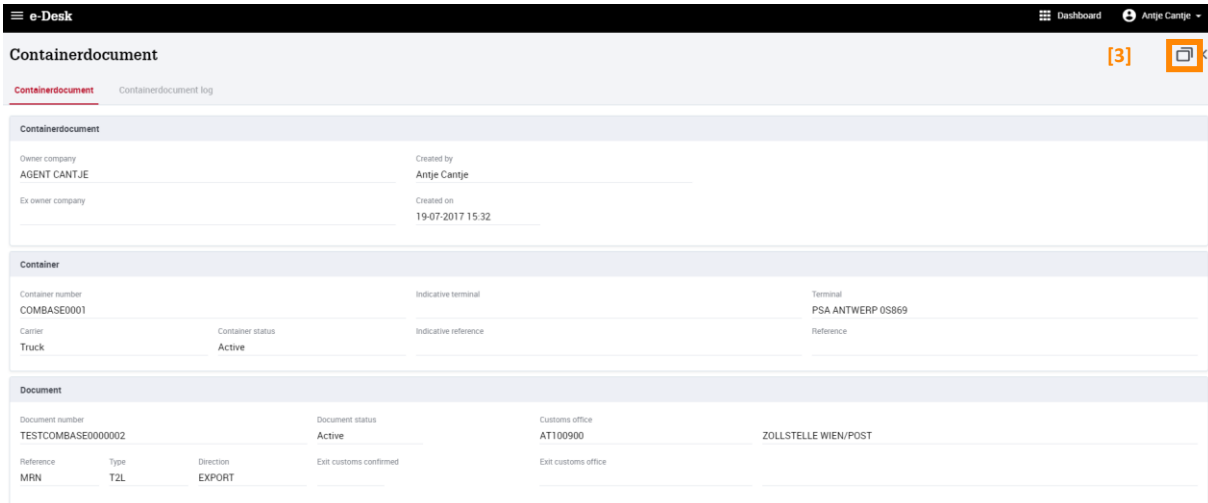 e-Desk Dashboard Antje Cantje
Containerdocument [3]
Containerdocument Containerdocument log
Containerdocument
Owner company Created by
AGENT CANTJE Antje Cantje
Ex owner company Created on
19-07-2017 15:32
Container
Container number Indicative terminal Terminal
COMBASE0001 PSA ANTWERP 0S869
Carrier Container status Indicative reference Reference
Truck Active
Document
Document number Document status Customs office
TESTCOMBASE0000002 Active AT100900 ZOLLSTELLE WIEN/POST
Reference Type Direction Exit customs confirmed Exit customs office
MRN T2L EXPORT